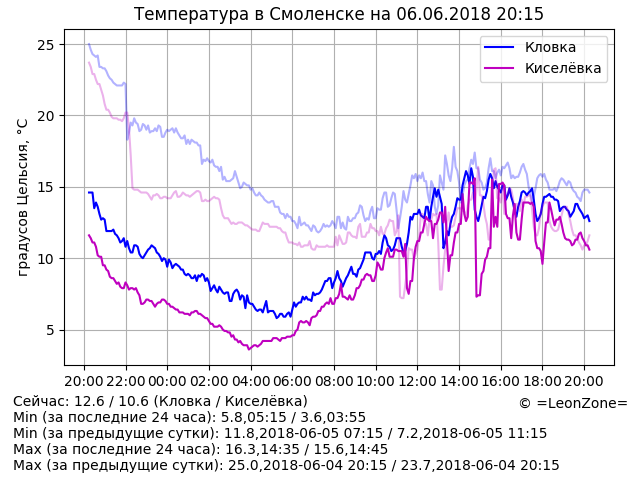 Температура в Смоленске на 06.06.2018 20:15
градусов Цельсия, °C
25
20
15
10
5
Кловка
Киселёвка
20:00 22:00 00:00 02:00 04:00 06:00 08:00 10:00 12:00 14:00 16:00 18:00 20:00
Сейчас: 12.6 / 10.6 (Кловка / Киселёвка)
© =LeonZone=
Min (за последние 24 часа): 5.8,05:15 / 3.6,03:55
Min (за предыдущие сутки): 11.8,2018-06-05 07:15 / 7.2,2018-06-05 11:15
Max (за последние 24 часа): 16.3,14:35 / 15.6,14:45
Max (за предыдущие сутки): 25.0,2018-06-04 20:15 / 23.7,2018-06-04 20:15